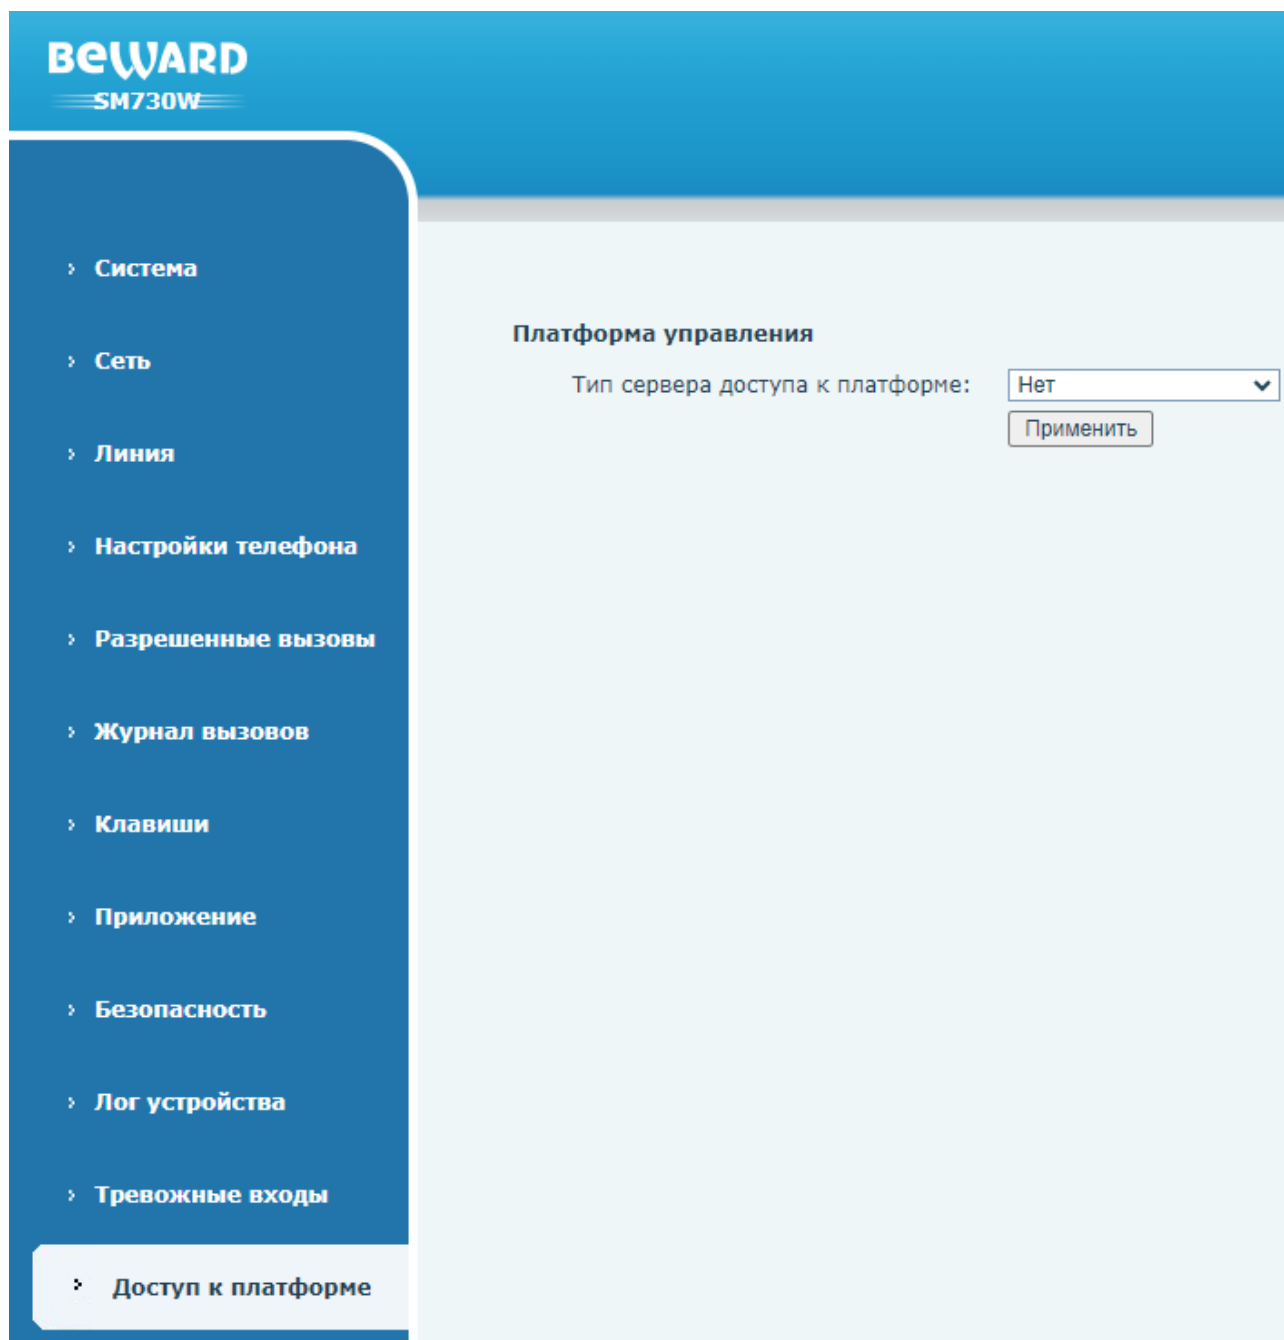 BEWARD
SM730W
Система
Сеть
Линия
Настройки телефона
Разрешенные вызовы
Журнал вызовов
Клавиши
Приложение
Безопасность
Лог устройства
Тревожные входы
Доступ к платформе
Платформа управления
Тип сервера доступа к платформе: Нет
Применить